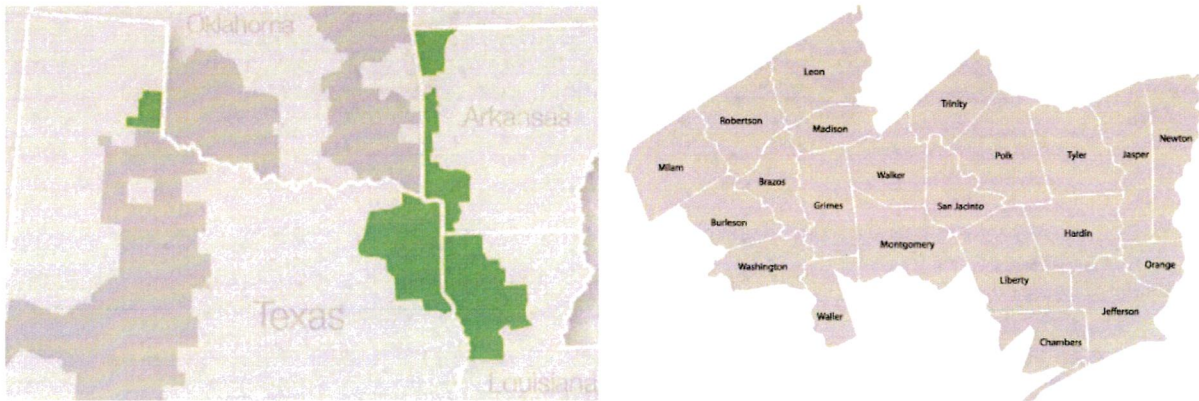 Oklahoma
Arkansas
Texas
Louisiana
Leon
Trinity
Robertson
Madison
Newton
Milam
Polk
Tyler
Jasper
Brazos
Walker
Grimes
San Jacinto
Burleson
Hardin
Montgomery
Washington
Orange
Liberty
Waller
Jefferson
Chambers